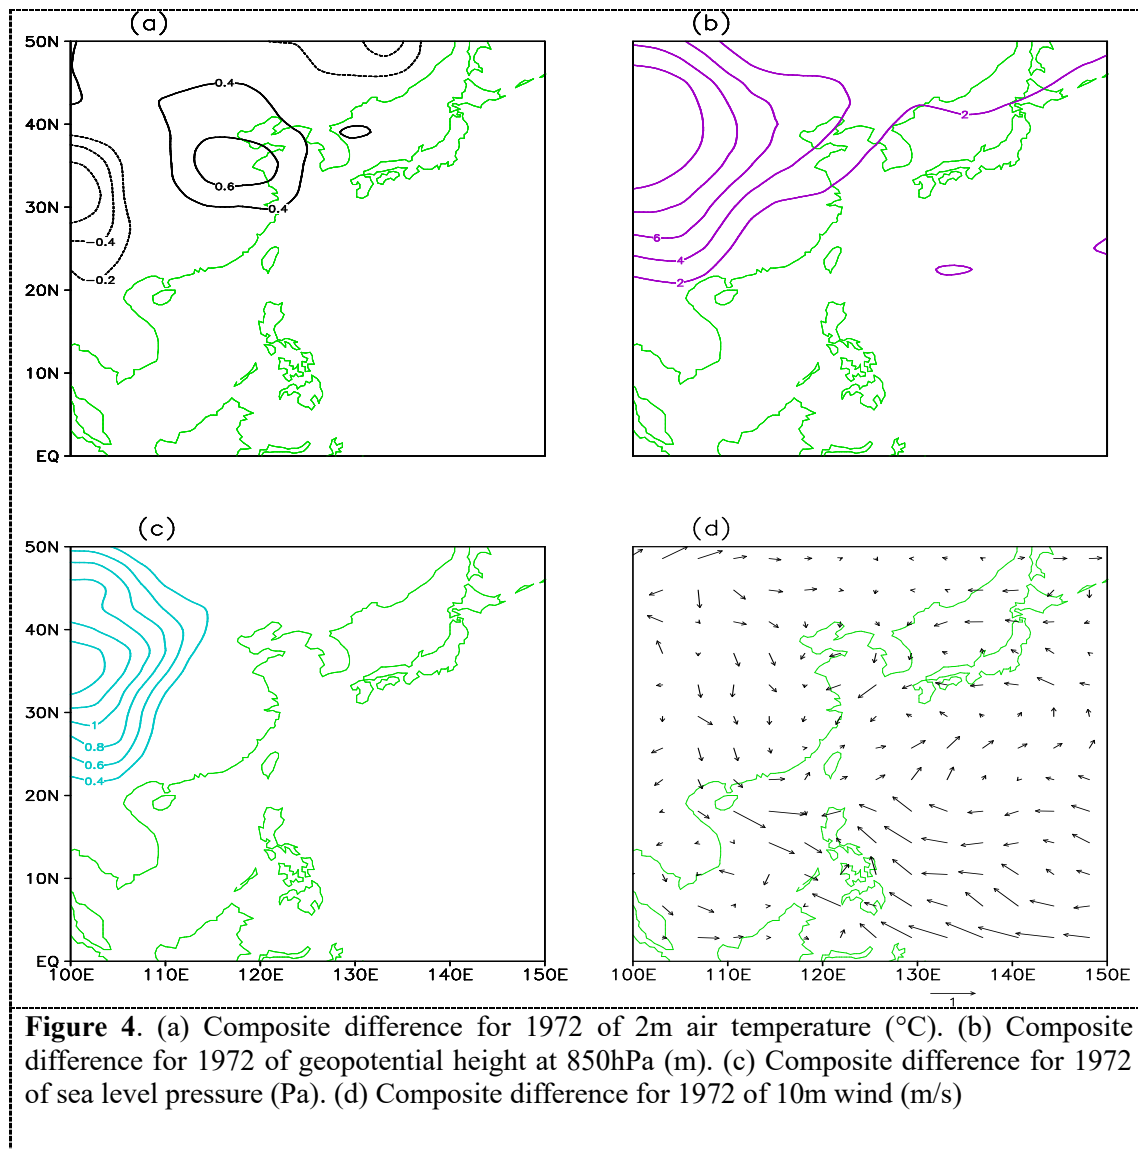 (a)
(b)
50N
40N
30N
20N
10N
EQ
0.4
0.6
0.4
−0.4
−0.2
2
6
4
2
(c)
(d)
50N
40N
30N
20N
10N
EQ
1
0.8
0.6
0.4
100E 110E 120E 130E 140E 150E
100E 110E 120E 130E 140E 150E
1
Figure 4. (a) Composite difference for 1972 of 2m air temperature (°C). (b) Composite
difference for 1972 of geopotential height at 850hPa (m). (c) Composite difference for 1972
of sea level pressure (Pa). (d) Composite difference for 1972 of 10m wind (m/s)